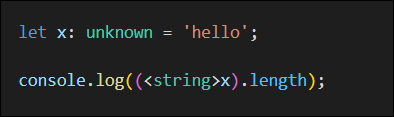 let x: unknown = 'hello';
console.log((<string>x).length);